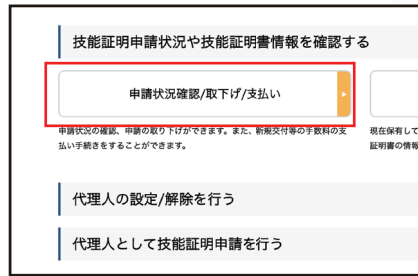 技能証明申請状況や技能証明書情報を確認する
申請状況確認/取下げ/支払い
申請状況の確認、申請の取り下げができます。また、新規交付等の手数料の支
払い手続きをすることができます。
現在保有して
証明書の情報
代理人の設定/解除を行う
代理人として技能証明申請を行う